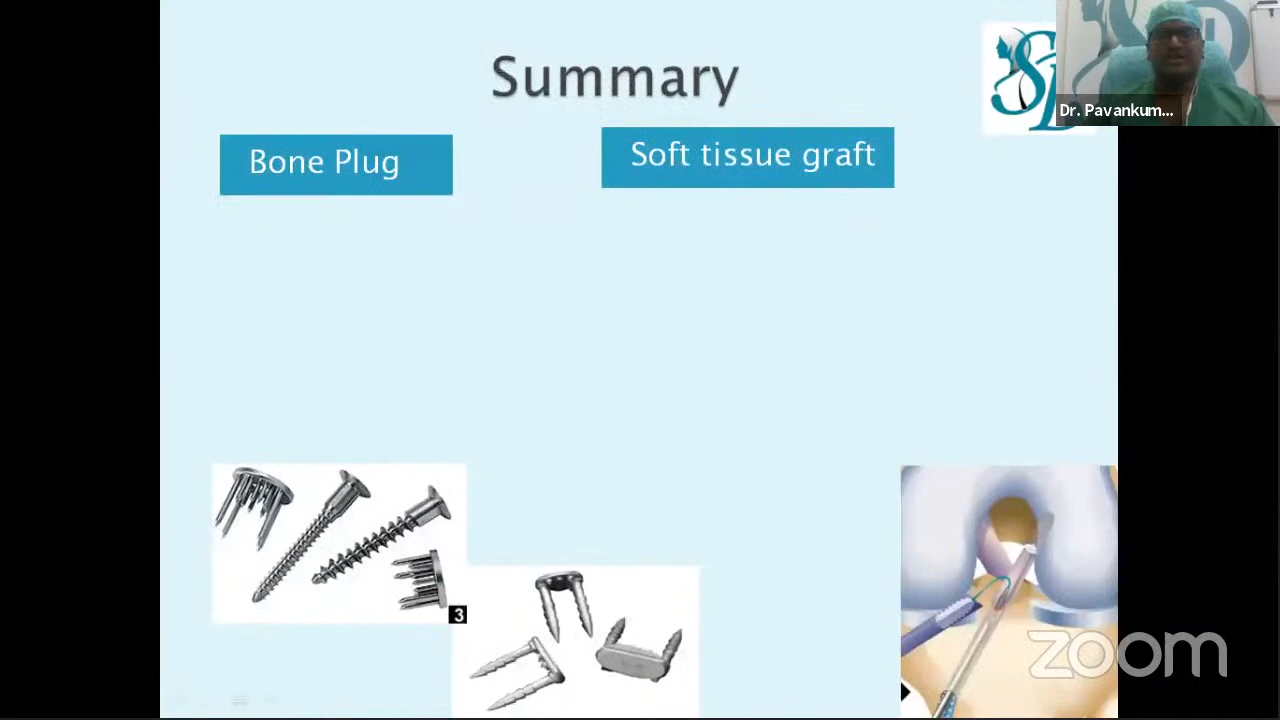 Summary
Bone Plug
Soft tissue graft
Dr. Pavankum...
3
zoom